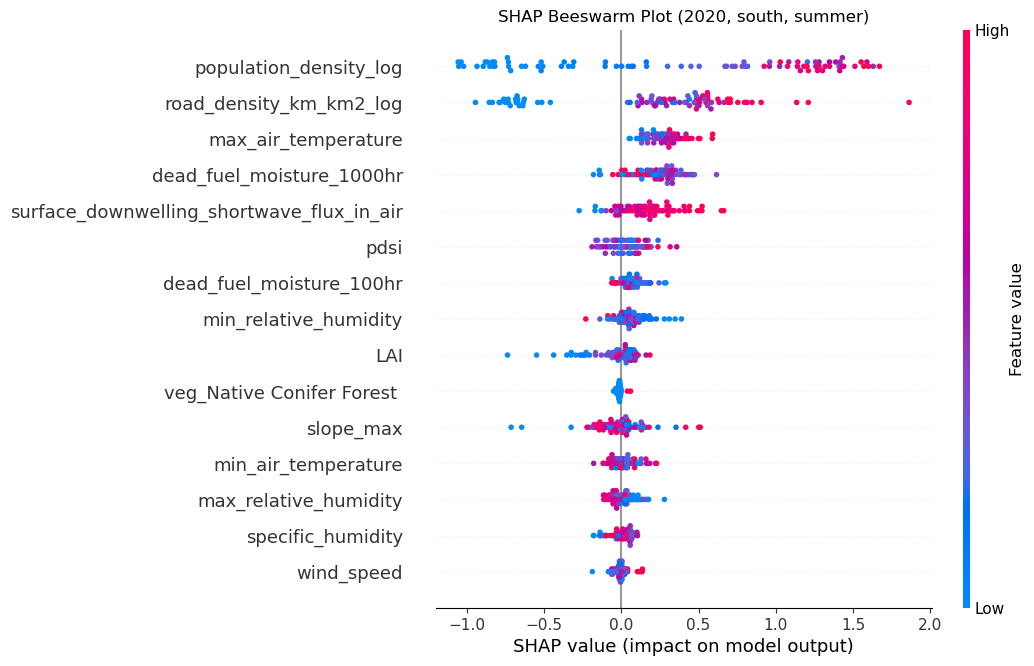 SHAP Beeswarm Plot (2020, south, summer)
population_density_log
road_density_km_km2_log
max_air_temperature
dead_fuel_moisture_1000hr
surface_downwelling_shortwave_flux_in_air
pdsi
dead_fuel_moisture_100hr
min_relative_humidity
LAI
veg_Native Conifer Forest
slope_max
min_air_temperature
max_relative_humidity
specific_humidity
wind_speed
−1.0 −0.5 0.0 0.5 1.0 1.5 2.0
SHAP value (impact on model output)
High
Feature value
Low